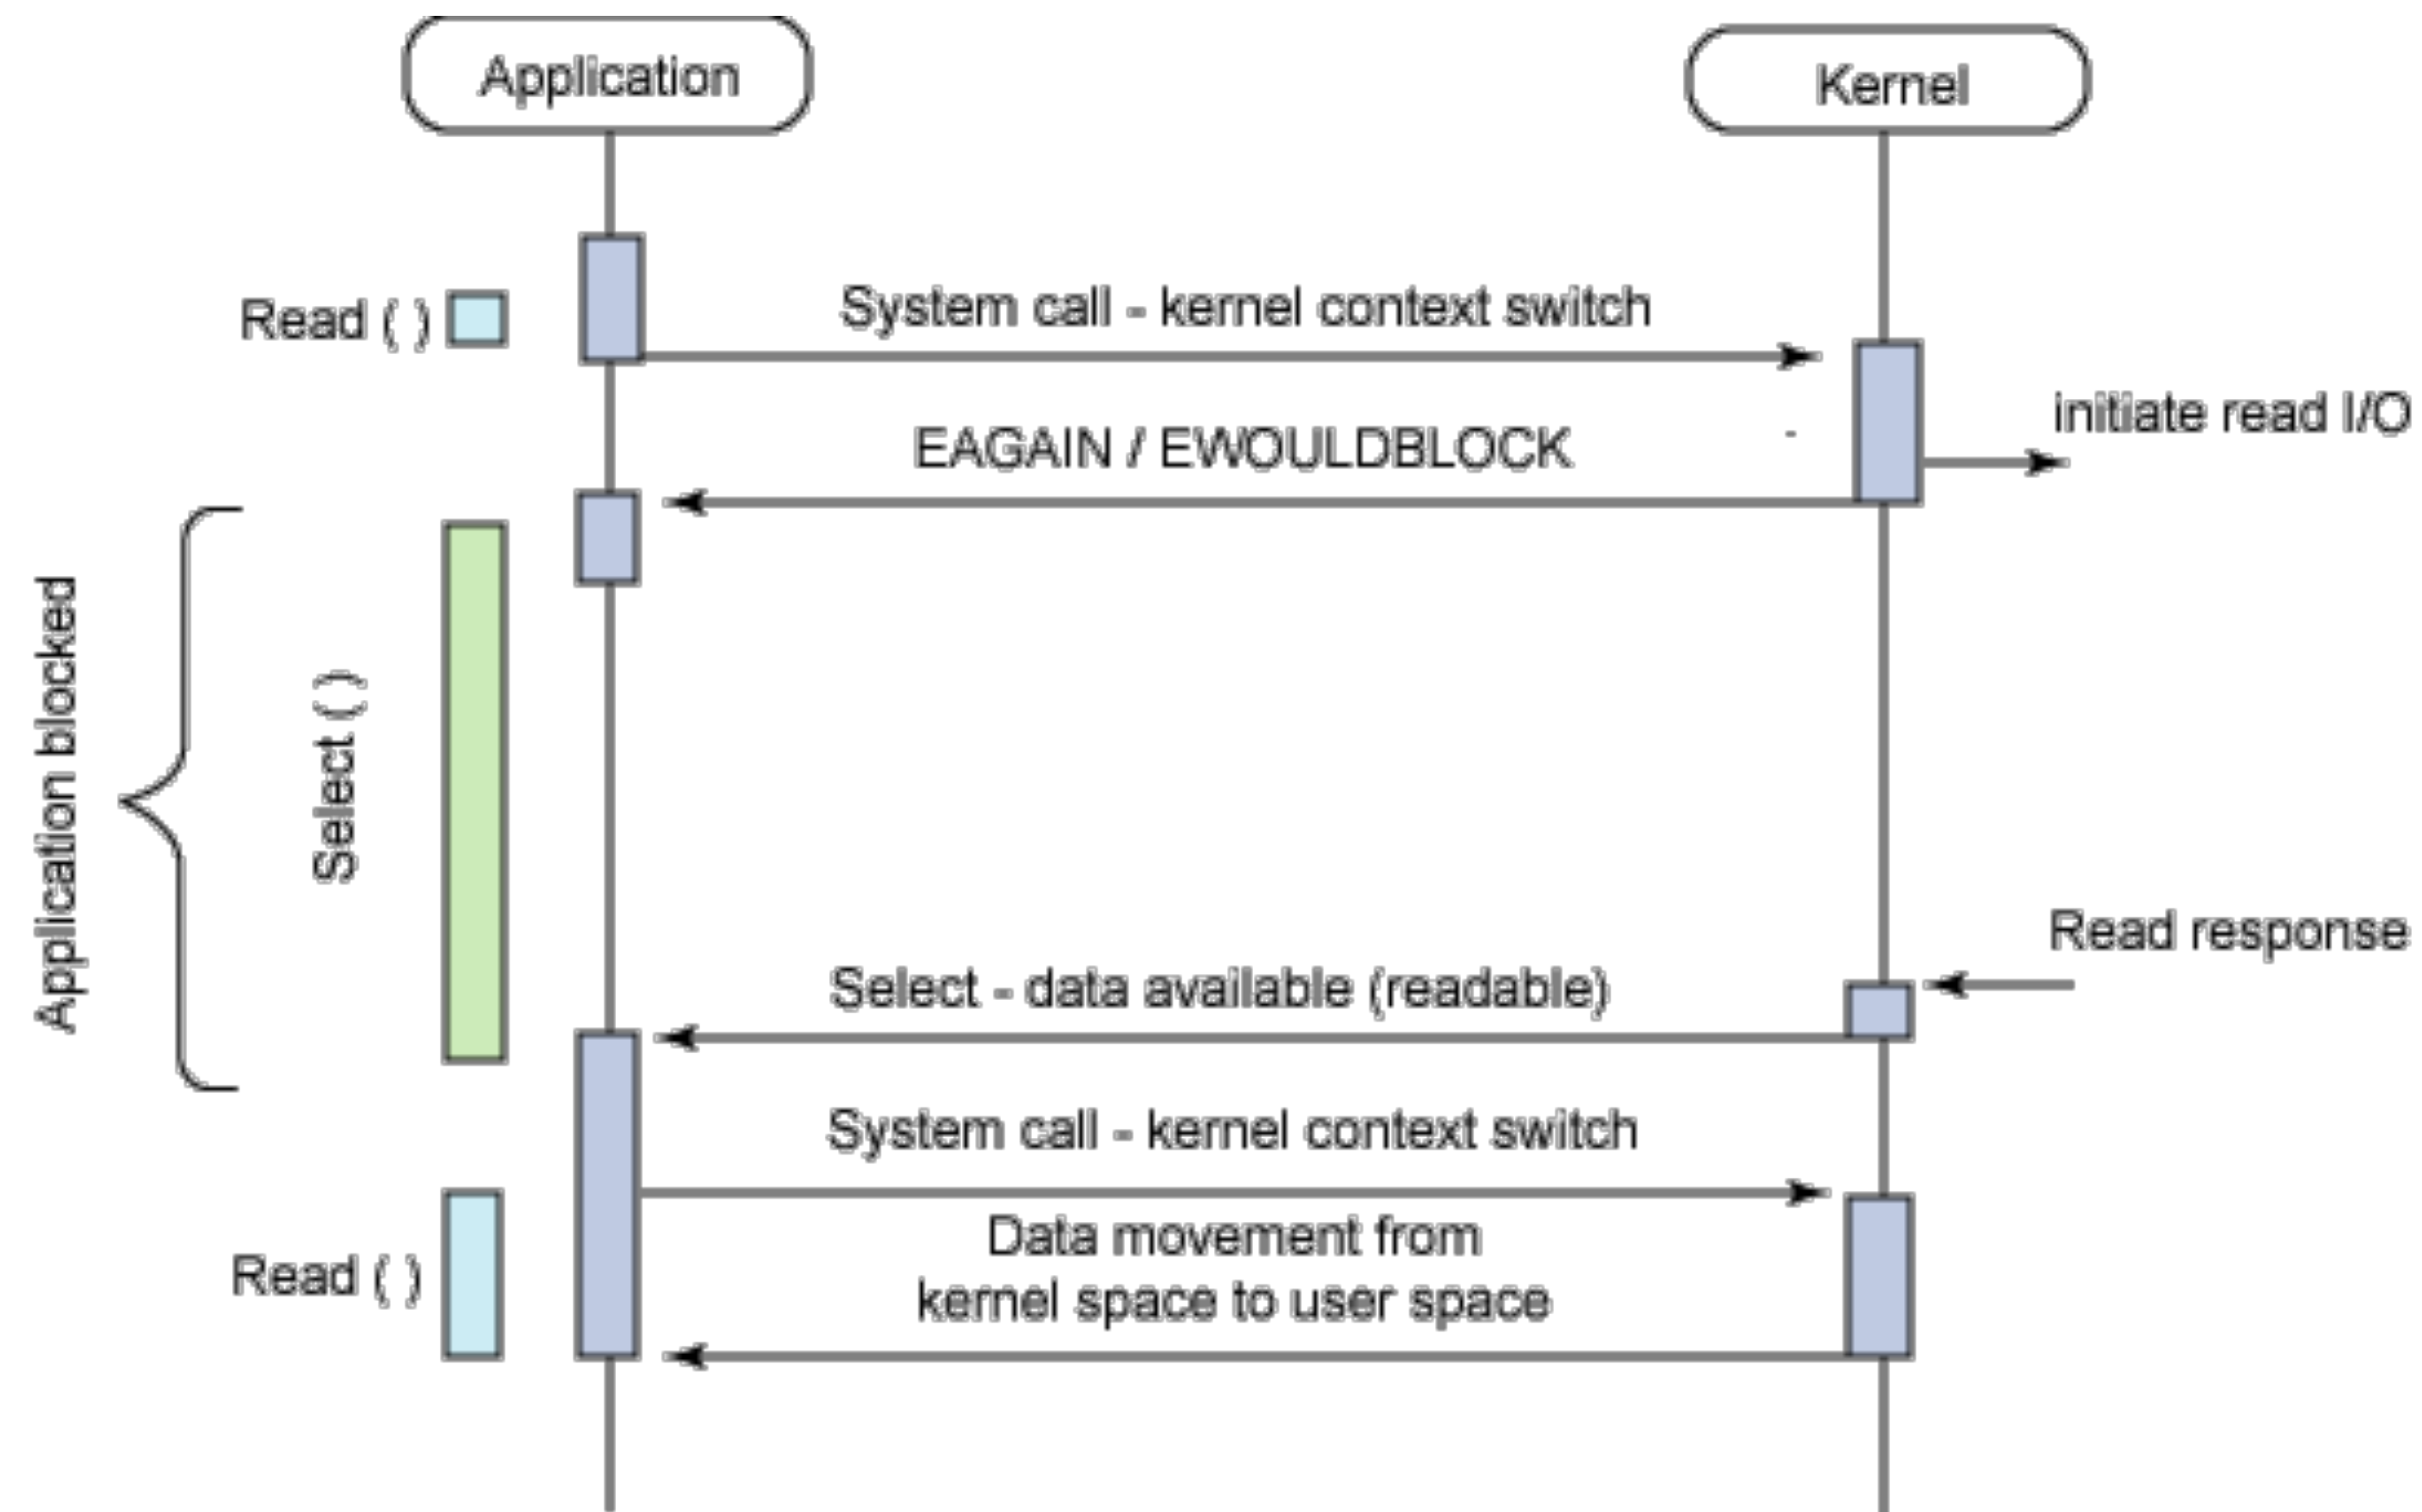 Application
Kernel
Read ( )
System call - kernel context switch
initiate read I/O
EAGAIN / EWOULDBLOCK
Application blocked
Select ( )
Read response
Select - data available (readable)
System call - kernel context switch
Read ( )
Data movement from
kernel space to user space